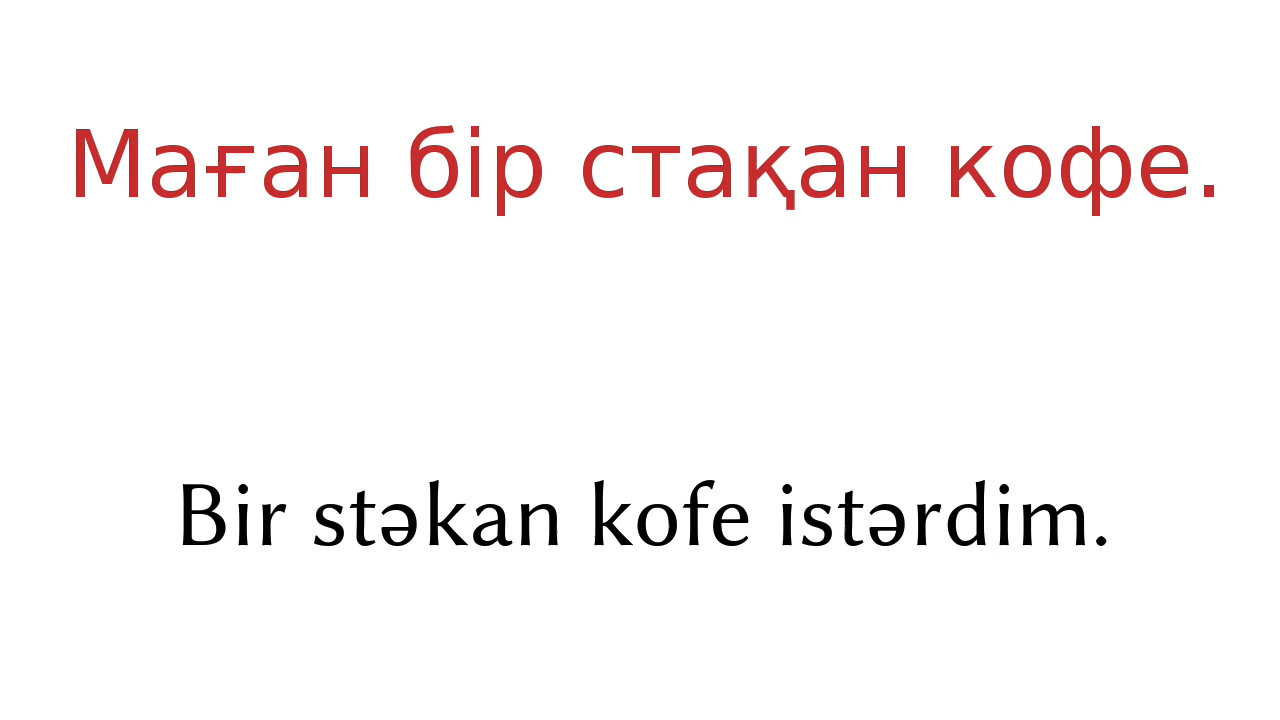 Маған бір стақан кофе.
Bir stəkan kofe istərdim.